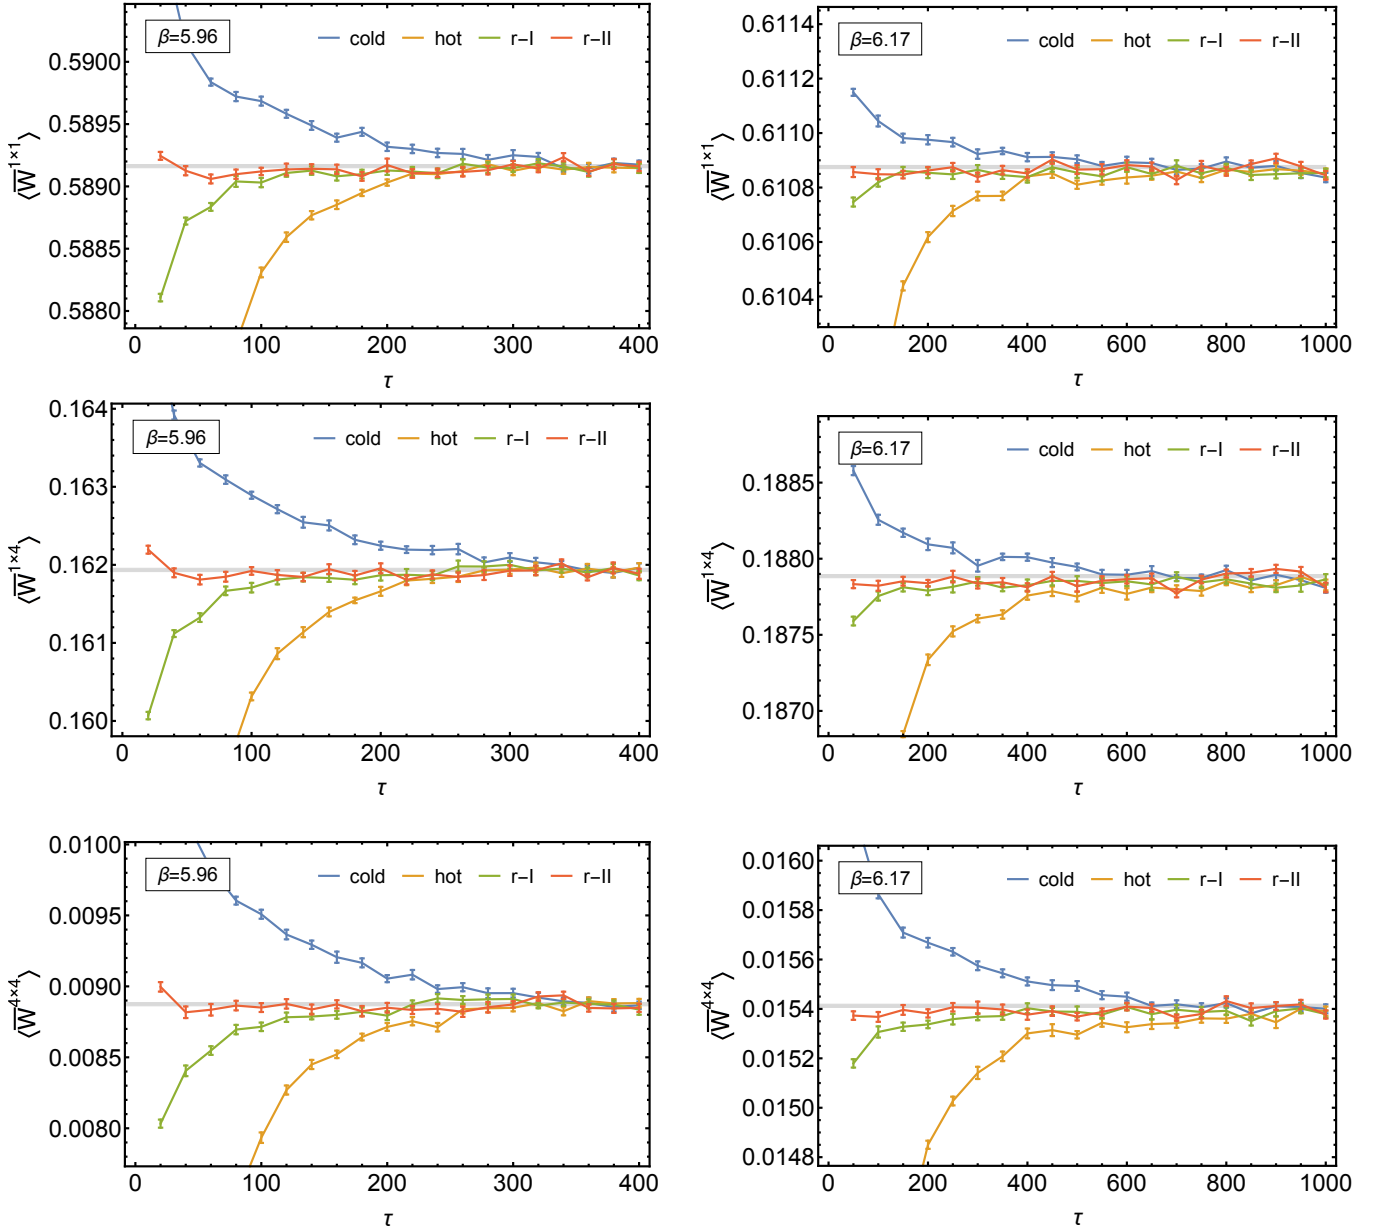 β=5.96 cold hot r-I r-II
0.5900
0.5895
0.5890
0.5885
0.5880
⟨W̅^{1×1}⟩
0 100 200 300 400
τ
β=6.17 cold hot r-I r-II
0.6114
0.6112
0.6110
0.6108
0.6106
0.6104
⟨W̅^{1×1}⟩
0 200 400 600 800 1000
τ
β=5.96 cold hot r-I r-II
0.164
0.163
0.162
0.161
0.160
⟨W̅^{1×4}⟩
0 100 200 300 400
τ
β=6.17 cold hot r-I r-II
0.1885
0.1880
0.1875
0.1870
⟨W̅^{1×4}⟩
0 200 400 600 800 1000
τ
β=5.96 cold hot r-I r-II
0.0100
0.0095
0.0090
0.0085
0.0080
⟨W̅^{4×4}⟩
0 100 200 300 400
τ
β=6.17 cold hot r-I r-II
0.0160
0.0158
0.0156
0.0154
0.0152
0.0150
0.0148
⟨W̅^{4×4}⟩
0 200 400 600 800 1000
τ